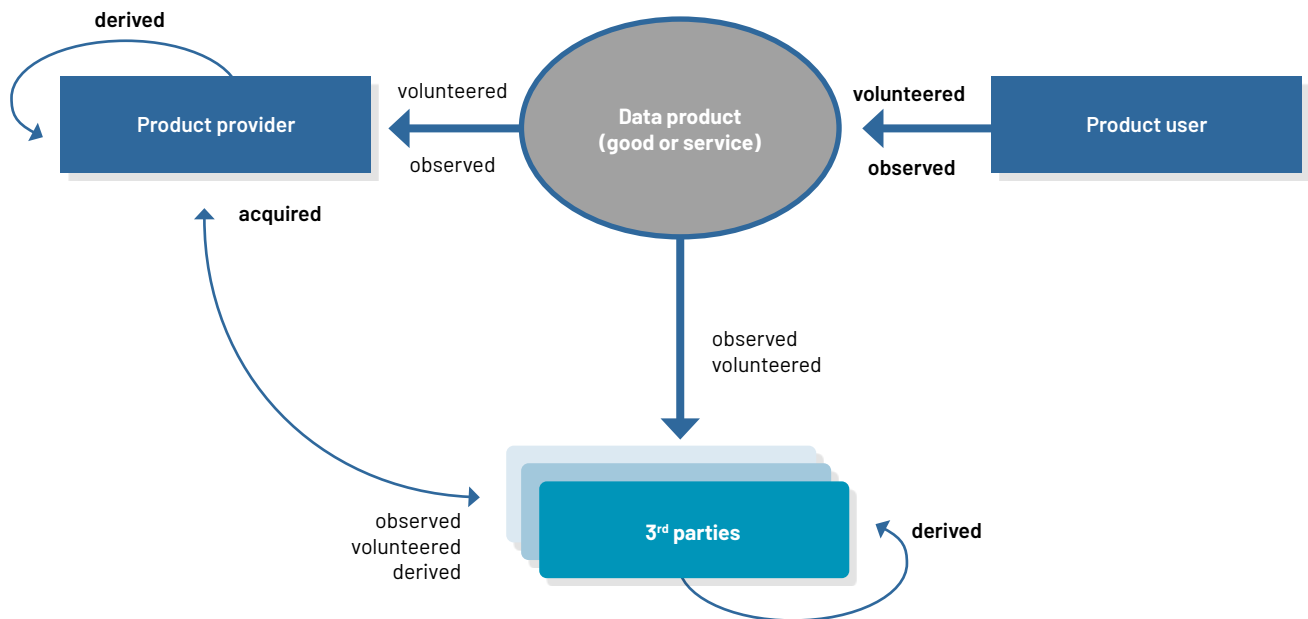 derived
Product provider
volunteered
observed
Data product
(good or service)
volunteered
observed
Product user
acquired
observed
volunteered
observed
volunteered
derived
3rd parties
derived